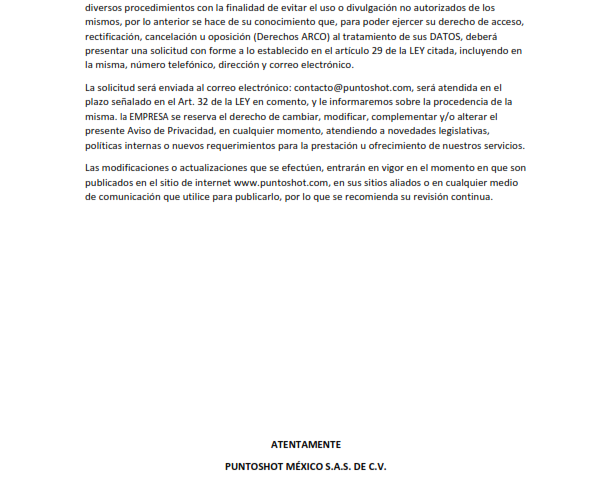 diversos procedimientos con la finalidad de evitar el uso o divulgación no autorizados de los
mismos, por lo anterior se hace de su conocimiento que, para poder ejercer su derecho de acceso,
rectificación, cancelación u oposición (Derechos ARCO) al tratamiento de sus DATOS, deberá
presentar una solicitud con forme a lo establecido en el artículo 29 de la LEY citada, incluyendo en
la misma, número telefónico, dirección y correo electrónico.
La solicitud será enviada al correo electrónico: contacto@puntoshot.com, será atendida en el
plazo señalado en el Art. 32 de la LEY en comento, y le informaremos sobre la procedencia de la
misma. la EMPRESA se reserva el derecho de cambiar, modificar, complementar y/o alterar el
presente Aviso de Privacidad, en cualquier momento, atendiendo a novedades legislativas,
políticas internas o nuevos requerimientos para la prestación u ofrecimiento de nuestros servicios.
Las modificaciones o actualizaciones que se efectúen, entrarán en vigor en el momento en que son
publicados en el sitio de internet www.puntoshot.com, en sus sitios aliados o en cualquier medio
de comunicación que utilice para publicarlo, por lo que se recomienda su revisión continua.
ATENTAMENTE
PUNTOSHOT MÉXICO S.A.S. DE C.V.